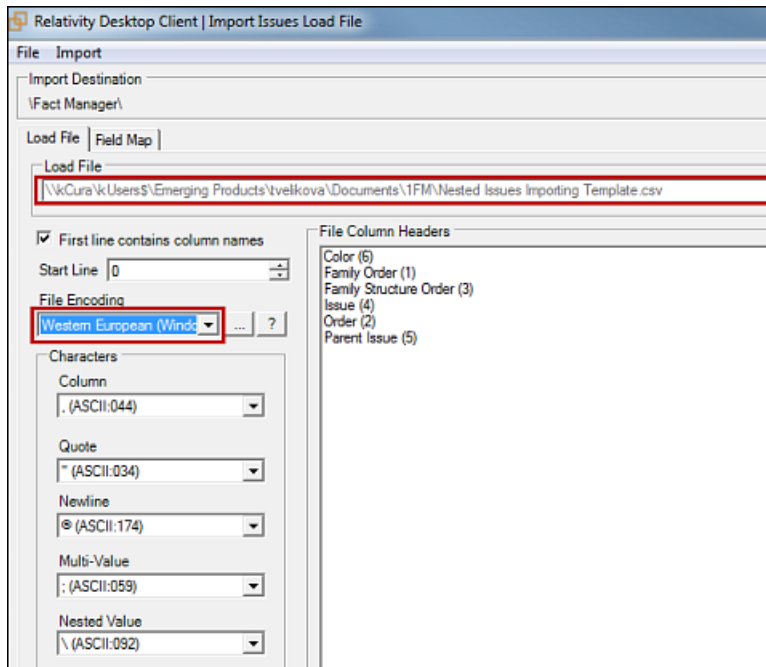 Relativity Desktop Client | Import Issues Load File
File Import
Import Destination
\Fact Manager\
Load File Field Map
Load File
\\kCura\kUsers$\Emerging Products\tvelikova\Documents\1FM\Nested Issues Importing Template.csv
First line contains column names
Start Line 0
File Encoding
Western European (Windo
... ?
Characters
Column
, (ASCII:044)
Quote
" (ASCII:034)
Newline
® (ASCII:174)
Multi-Value
; (ASCII:059)
Nested Value
\ (ASCII:092)
File Column Headers
Color (6)
Family Order (1)
Family Structure Order (3)
Issue (4)
Order (2)
Parent Issue (5)